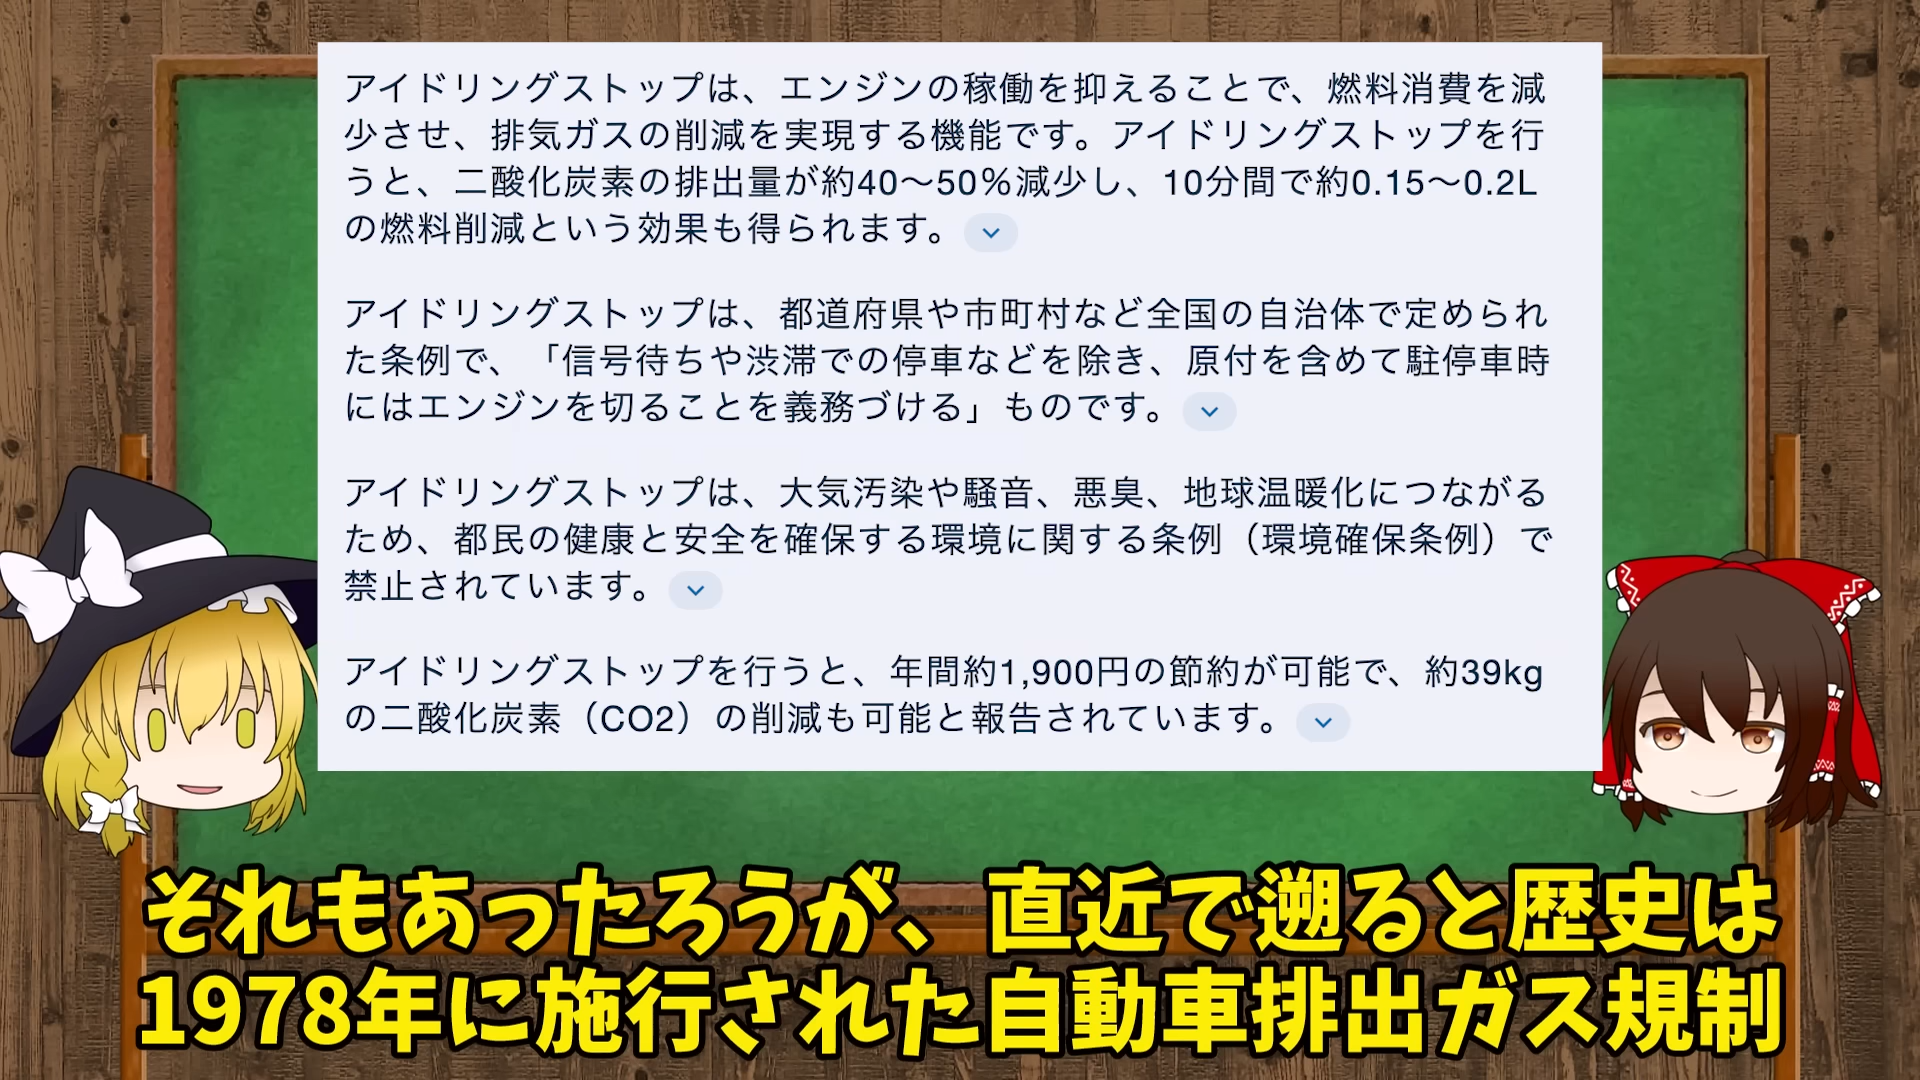 アイドリングストップは、エンジンの稼働を抑えることで、燃料消費を減
少させ、排気ガスの削減を実現する機能です。アイドリングストップを行
うと、二酸化炭素の排出量が約40〜50%減少し、10分間で約0.15〜0.2L
の燃料削減という効果も得られます。
アイドリングストップは、都道府県や市町村など全国の自治体で定められ
た条例で、「信号待ちや渋滞での停車などを除き、原付を含めて駐停車時
にはエンジンを切ることを義務づける」ものです。
アイドリングストップは、大気汚染や騒音、悪臭、地球温暖化につながる
ため、都民の健康と安全を確保する環境に関する条例（環境確保条例）で
禁止されています。
アイドリングストップを行うと、年間約1,900円の節約が可能で、約39kg
の二酸化炭素（CO2）の削減も可能と報告されています。
それもあったろうが、直近で遡ると歴史は
1978年に施行された自動車排出ガス規制